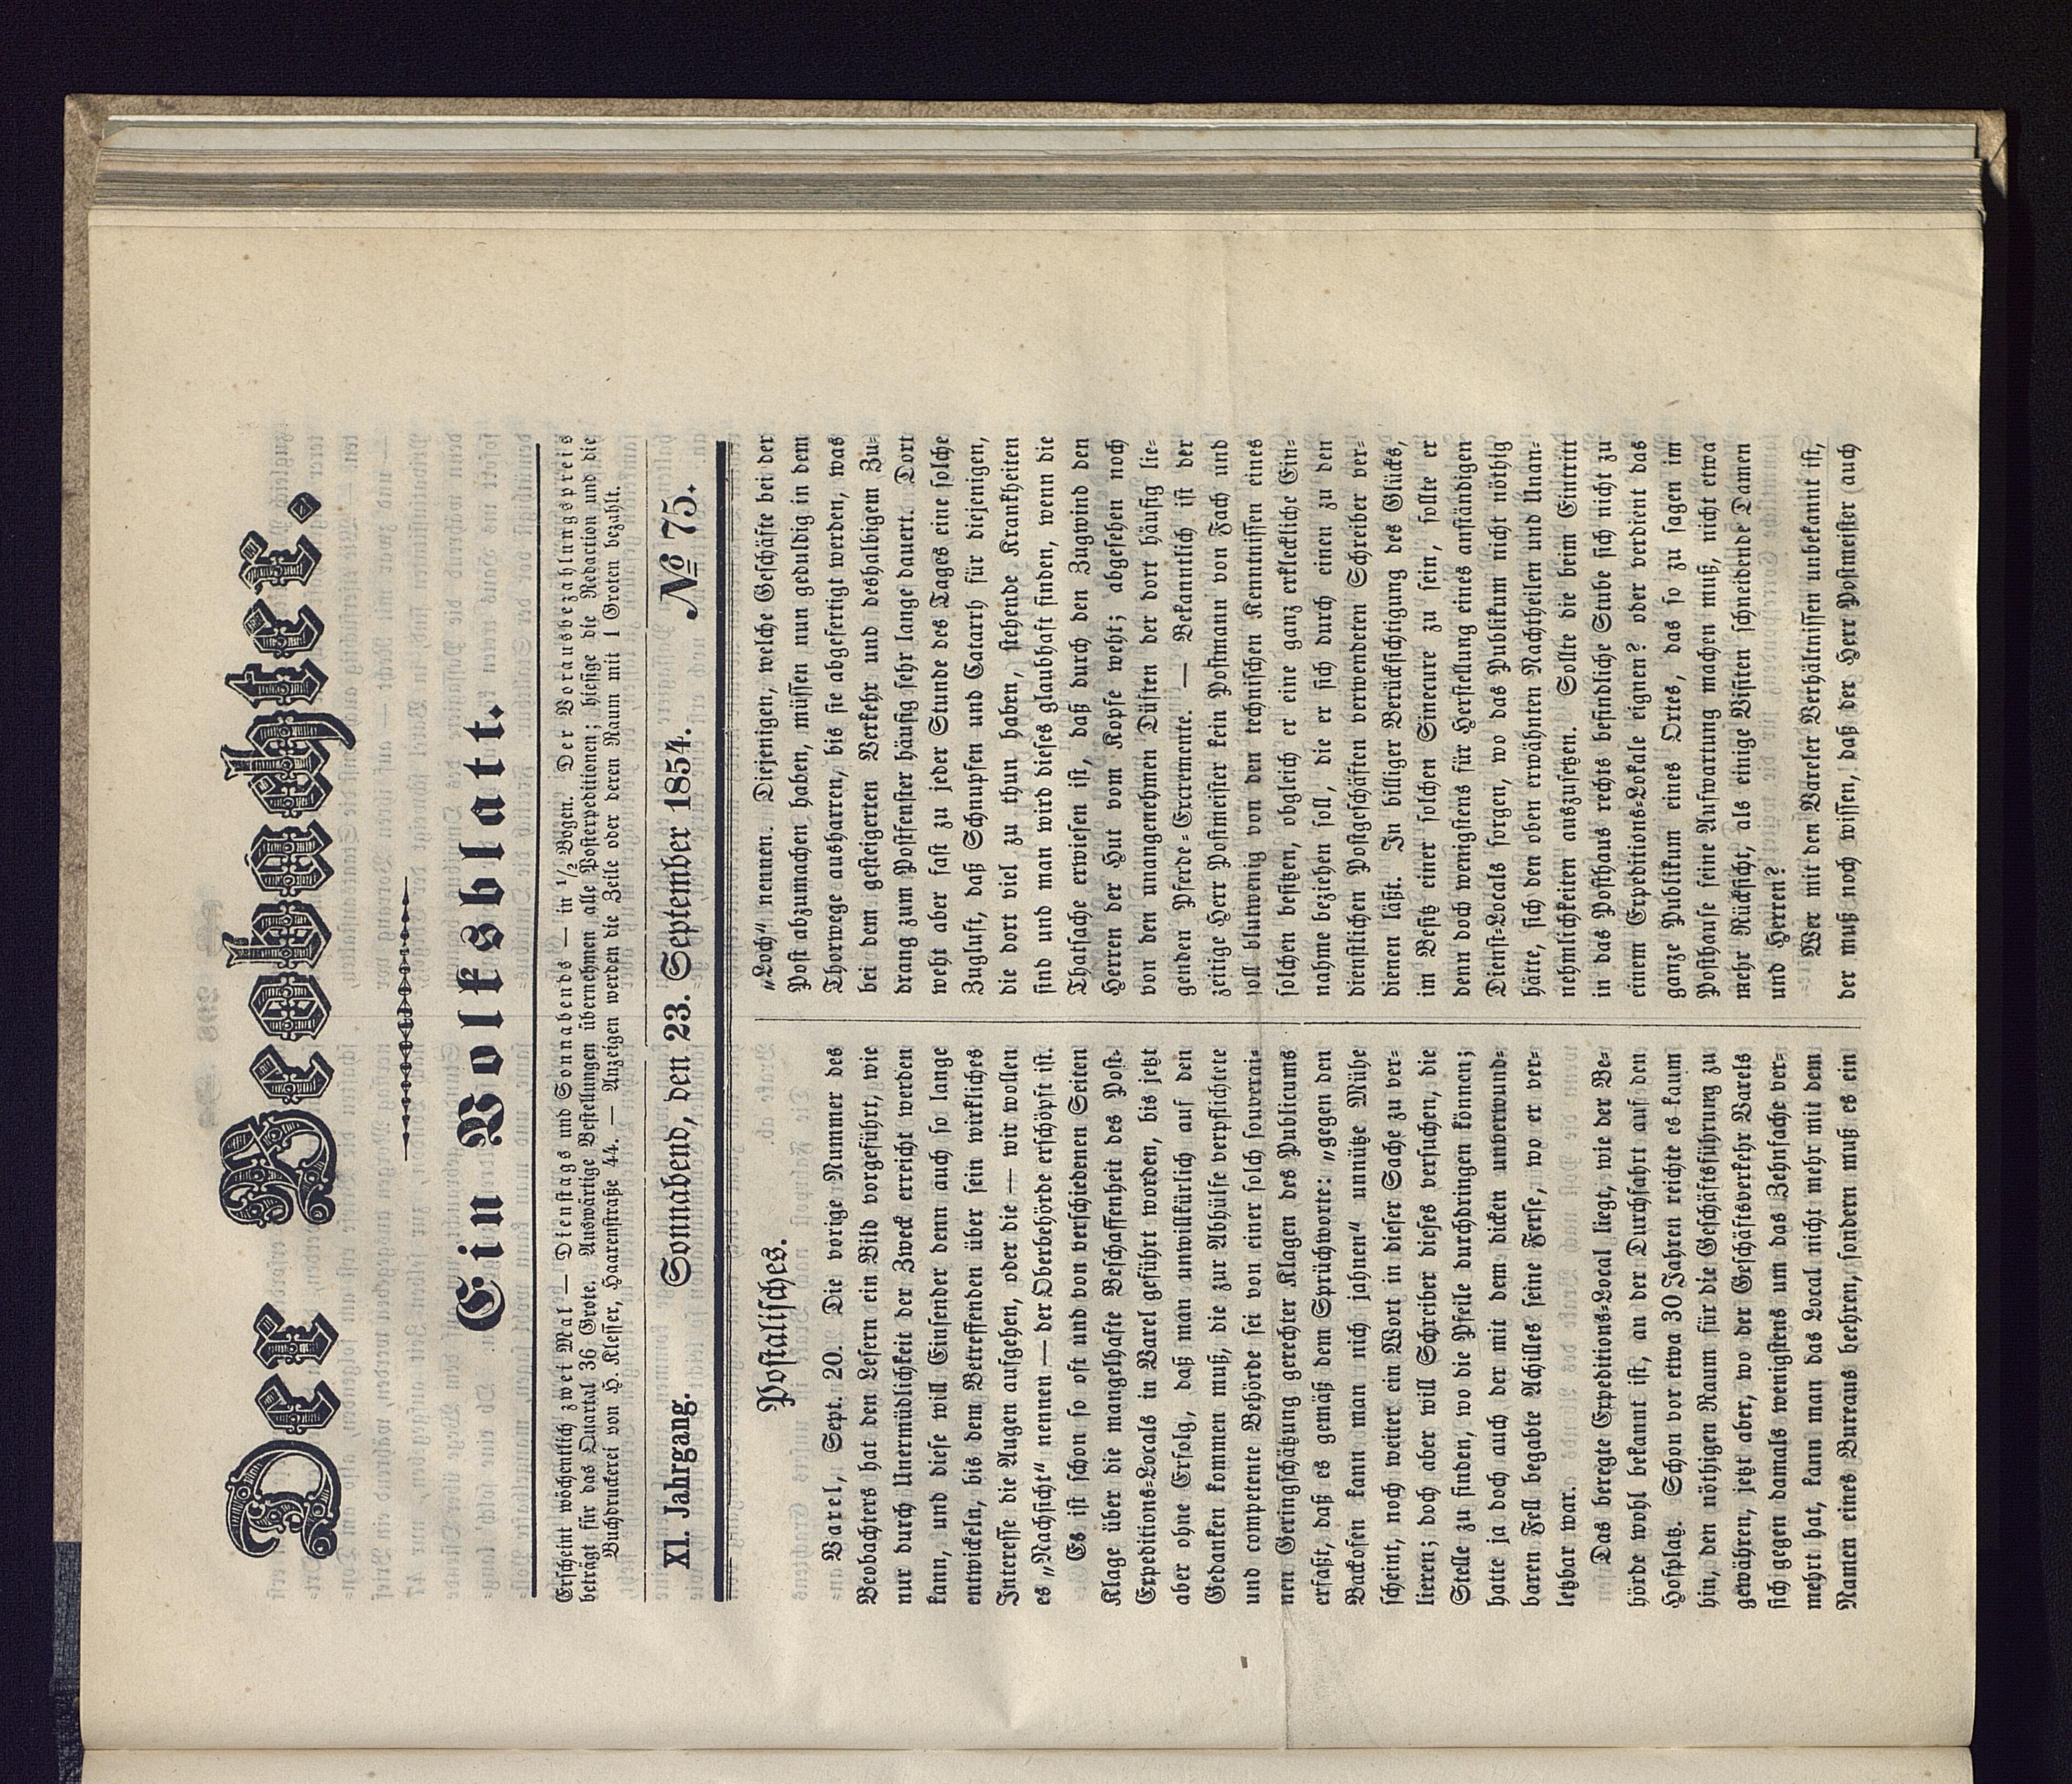 Der Beobachter.
Ein Volksblatt.
Erscheint wöchentlich zwei Mal — Dienstags und Sonnabends — in ½ Bogen. Der Vorausbezahlungspreis
beträgt für das Quartal 36 Grote. Auswärtige Bestellungen übernehmen alle Postexpeditionen; hiesige die Redaction und die
Buchdruckerei von H. Klesser, Haarenstraße 44. — Anzeigen werden die Zeile oder deren Raum mit 1 Groten bezahlt.
XI. Jahrgang. Sonnabend, den 23. September 1854. № 75.
Postalisches.
Varel, Sept. 20. Die vorige Nummer des
Beobachters hat den Lesern ein Bild vorgeführt, wie
nur durch Unermüdlichkeit der Zweck erreicht werden
kann, und diese will Einsender denn auch so lange
entwickeln, bis dem Betreffenden über sein wirkliches
Interesse die Augen aufgehen, oder die — wir wollen
es „Nachsicht“ nennen — der Oberbehörde erschöpft ist.
Es ist schon so oft und von verschiedenen Seiten
Klage über die mangelhafte Beschaffenheit des Post-
Expeditions-Locals in Varel geführt worden, bis jetzt
aber ohne Erfolg, daß man unwillkürlich auf den
Gedanken kommen muß, die zur Abhülfe verpflichtete
und competente Behörde sei von einer solch souverai-
nen Geringschätzung gerechter Klagen des Publicums
erfaßt, daß es gemäß dem Sprüchworte: „gegen den
Backofen kann man nich jahnen“ unnütze Mühe
scheint, noch weiter ein Wort in dieser Sache zu ver-
lieren; doch aber will Schreiber dieses versuchen, die
Stelle zu finden, wo die Pfeile durchdringen können;
hatte ja doch auch der mit dem dicken unverwund-
baren Fell begabte Achilles seine Ferse, wo er ver-
letzbar war.
Das beregte Expeditions-Local liegt, wie der Be-
hörde wohl bekannt ist, an der Durchfahrt auf den
Hofplatz. Schon vor etwa 30 Jahren reichte es kaum
hin, den nöthigen Raum für die Geschäftsführung zu
gewähren, jetzt aber, wo der Geschäftsverkehr Varels
sich gegen damals wenigstens um das Zehnfache ver-
mehrt hat, kann man das Local nicht mehr mit dem
Namen eines Bureaus beehren, sondern muß es ein
„Loch“ nennen. Diejenigen, welche Geschäfte bei der
Post abzumachen haben, müssen nun geduldig in dem
Thorwege ausharren, bis sie abgefertigt werden, was
bei dem gesteigerten Verkehr und deshalbigem Zu-
drang zum Postfenster häufig sehr lange dauert. Dort
weht aber fast zu jeder Stunde des Tages eine solche
Zugluft, daß Schnupfen und Catarrh für diejenigen,
die dort viel zu thun haben, stehende Krankheiten
sind und man wird dieses glaubhaft finden, wenn die
Thatsache erwiesen ist, daß durch den Zugwind den
Herren der Hut vom Kopfe weht; abgesehen noch
von den unangenehmen Düften der dort häufig lie-
genden Pferde-Excremente. — Bekanntlich ist der
zeitige Herr Postmeister kein Postmann von Fach und
soll blutwenig von den technischen Kenntnissen eines
solchen besitzen, obgleich er eine ganz erkleckliche Ein-
nahme beziehen soll, die er sich durch einen zu den
dienstlichen Postgeschäften verwendeten Schreiber ver-
dienen läßt. In billiger Berücksichtigung des Glücks,
im Besitz einer solchen Sinecure zu sein, sollte er
denn doch wenigstens für Herstellung eines anständigen
Dienst-Locals sorgen, wo das Publikum nicht nöthig
hätte, sich den oben erwähnten Nachtheilen und Unan-
nehmlichkeiten auszusetzen. Sollte die beim Eintritt
in das Posthaus rechts befindliche Stube sich nicht zu
einem Expeditions-Lokale eignen? oder verdient das
ganze Publikum eines Ortes, das so zu sagen im
Posthause seine Aufwartung machen muß, nicht etwa
mehr Rücksicht, als einige Visiten schneidende Damen
und Herren?
Wer mit den Vareler Verhältnissen unbekannt ist,
der muß noch wissen, daß der Herr Postmeister auch